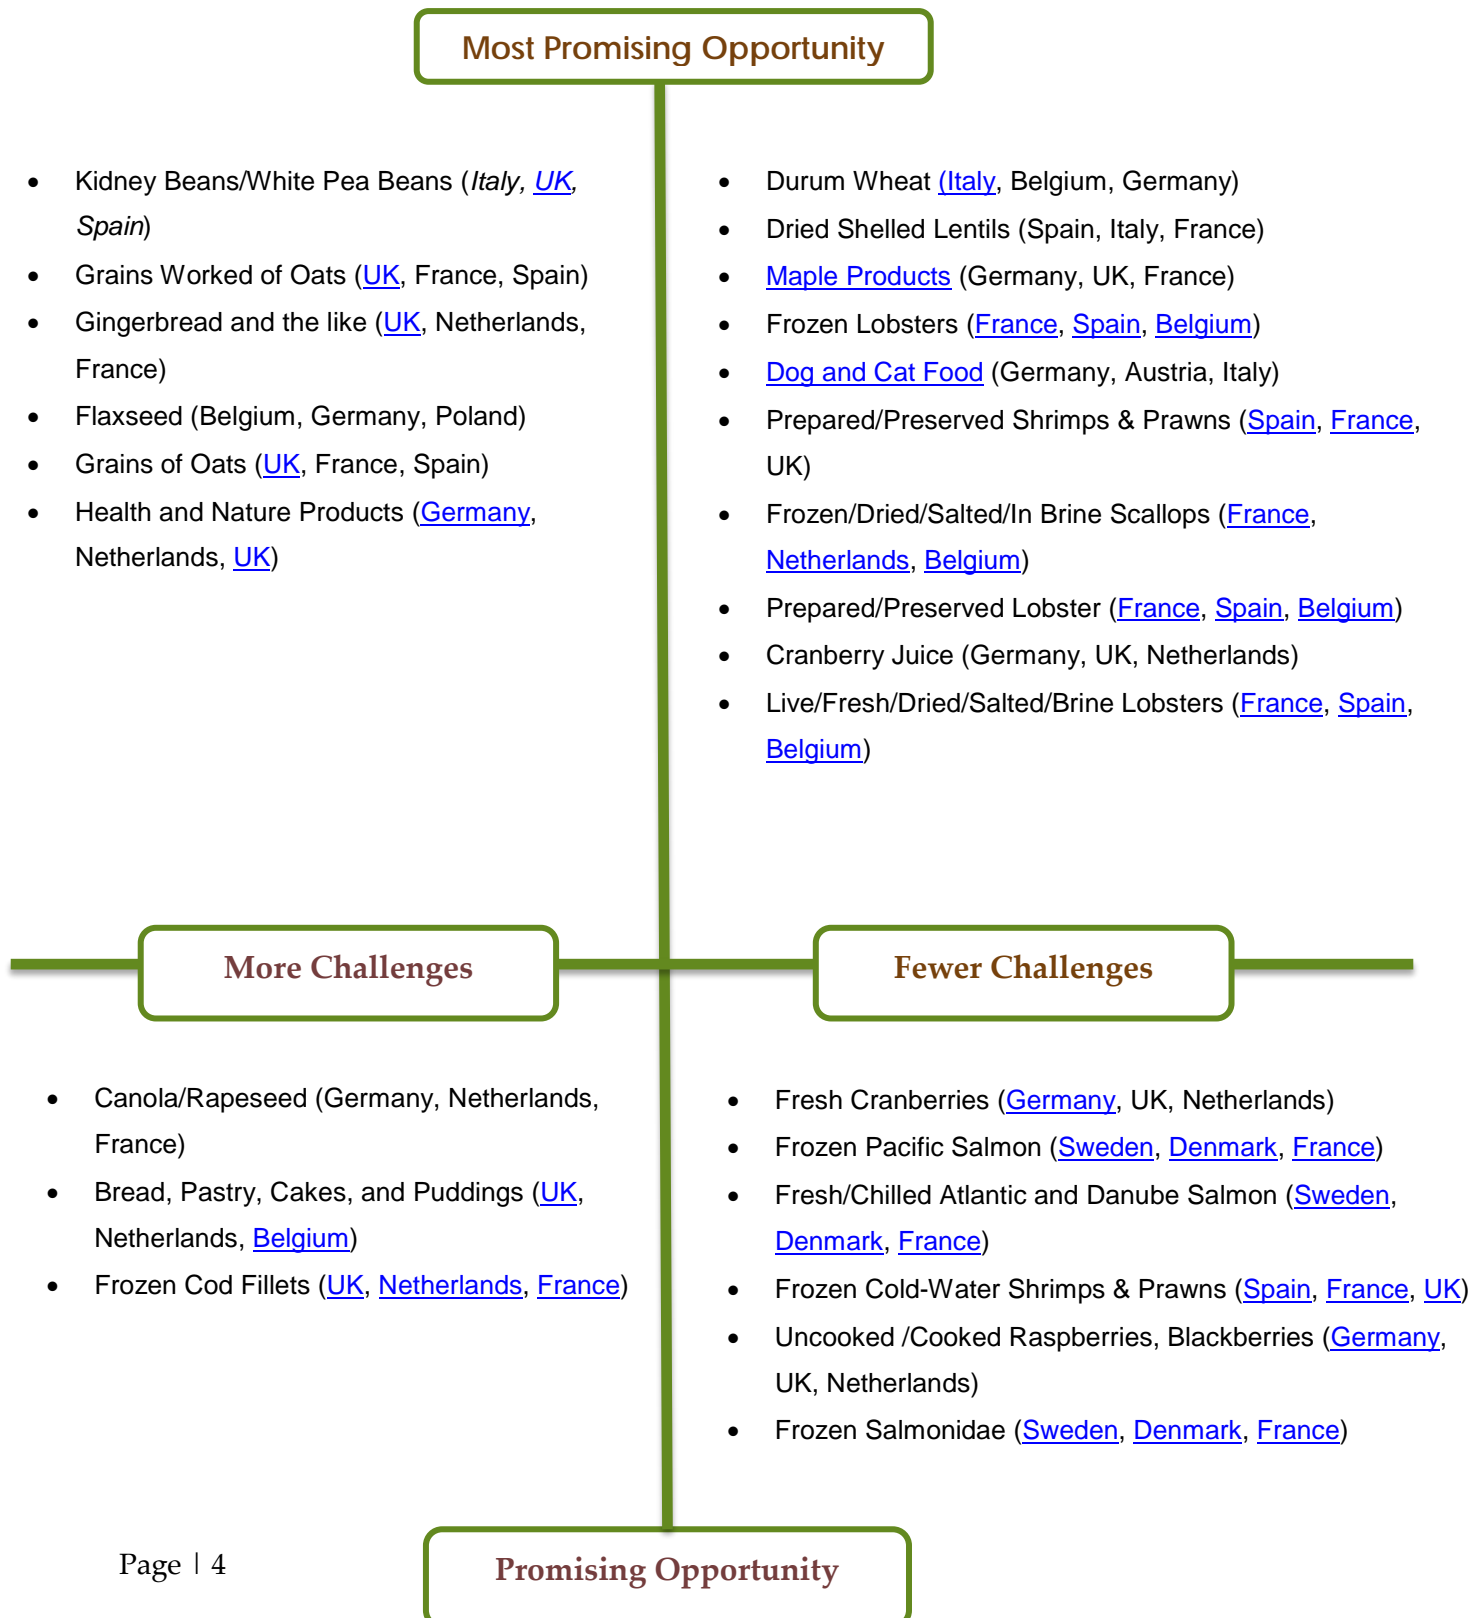 Most Promising Opportunity
• Kidney Beans/White Pea Beans (Italy, UK,
Spain)
• Grains Worked of Oats (UK, France, Spain)
• Gingerbread and the like (UK, Netherlands,
France)
• Flaxseed (Belgium, Germany, Poland)
• Grains of Oats (UK, France, Spain)
• Health and Nature Products (Germany,
Netherlands, UK)
• Durum Wheat (Italy, Belgium, Germany)
• Dried Shelled Lentils (Spain, Italy, France)
• Maple Products (Germany, UK, France)
• Frozen Lobsters (France, Spain, Belgium)
• Dog and Cat Food (Germany, Austria, Italy)
• Prepared/Preserved Shrimps & Prawns (Spain, France,
UK)
• Frozen/Dried/Salted/In Brine Scallops (France,
Netherlands, Belgium)
• Prepared/Preserved Lobster (France, Spain, Belgium)
• Cranberry Juice (Germany, UK, Netherlands)
• Live/Fresh/Dried/Salted/Brine Lobsters (France, Spain,
Belgium)
More Challenges
Fewer Challenges
• Canola/Rapeseed (Germany, Netherlands,
France)
• Bread, Pastry, Cakes, and Puddings (UK,
Netherlands, Belgium)
• Frozen Cod Fillets (UK, Netherlands, France)
• Fresh Cranberries (Germany, UK, Netherlands)
• Frozen Pacific Salmon (Sweden, Denmark, France)
• Fresh/Chilled Atlantic and Danube Salmon (Sweden,
Denmark, France)
• Frozen Cold-Water Shrimps & Prawns (Spain, France, UK)
• Uncooked /Cooked Raspberries, Blackberries (Germany,
UK, Netherlands)
• Frozen Salmonidae (Sweden, Denmark, France)
Page | 4
Promising Opportunity